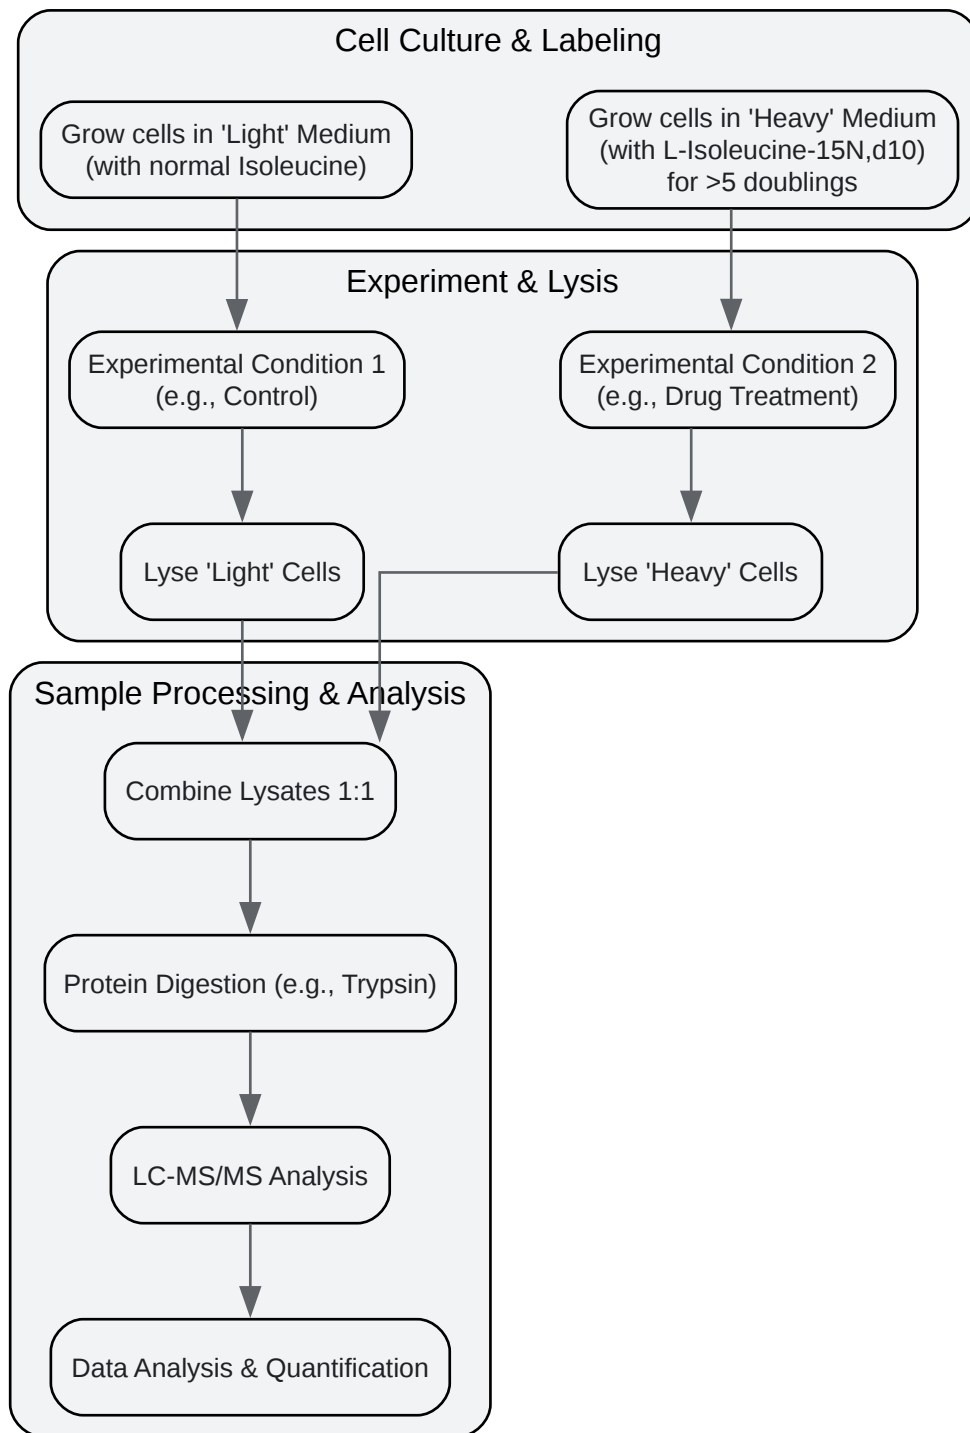 Cell Culture & Labeling
Grow cells in 'Light' Medium
(with normal Isoleucine)
Grow cells in 'Heavy' Medium
(with L-Isoleucine-15N,d10)
for >5 doublings
Experiment & Lysis
Experimental Condition 1
(e.g., Control)
Experimental Condition 2
(e.g., Drug Treatment)
Lyse 'Light' Cells
Lyse 'Heavy' Cells
Sample Processing & Analysis
Combine Lysates 1:1
Protein Digestion (e.g., Trypsin)
LC-MS/MS Analysis
Data Analysis & Quantification